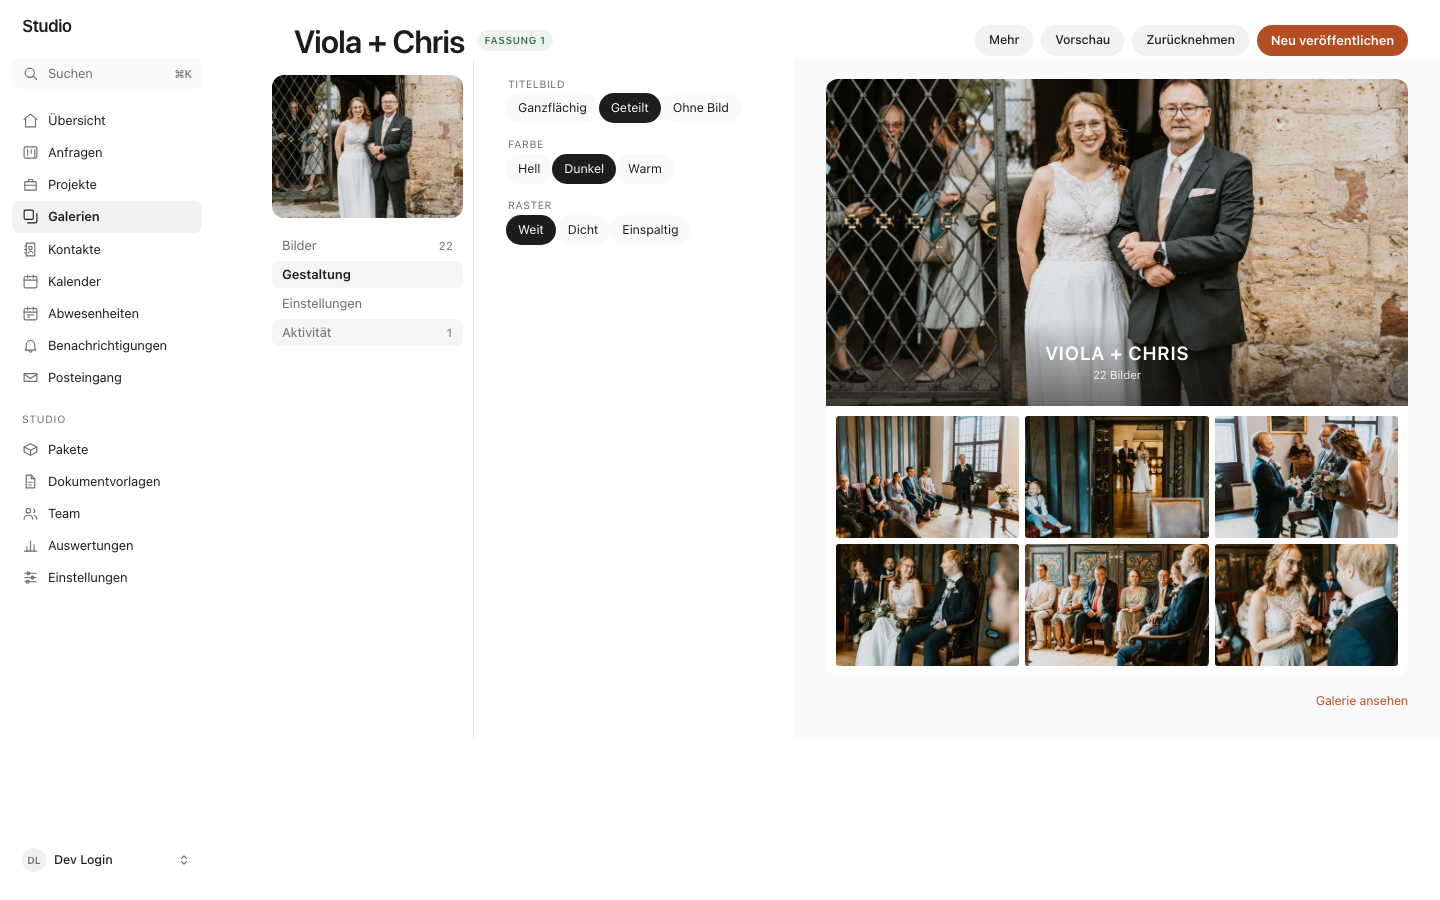 Studio
Suchen ⌘K
Übersicht
Anfragen
Projekte
Galerien
Kontakte
Kalender
Abwesenheiten
Benachrichtigungen
Posteingang
STUDIO
Pakete
Dokumentvorlagen
Team
Auswertungen
Einstellungen
DL Dev Login
Viola + Chris FASSUNG 1
Mehr Vorschau Zurücknehmen Neu veröffentlichen
Bilder 22
Gestaltung
Einstellungen
Aktivität 1
TITELBILD
Ganzflächig Geteilt Ohne Bild
FARBE
Hell Dunkel Warm
RASTER
Weit Dicht Einspaltig
VIOLA + CHRIS
22 Bilder
Galerie ansehen